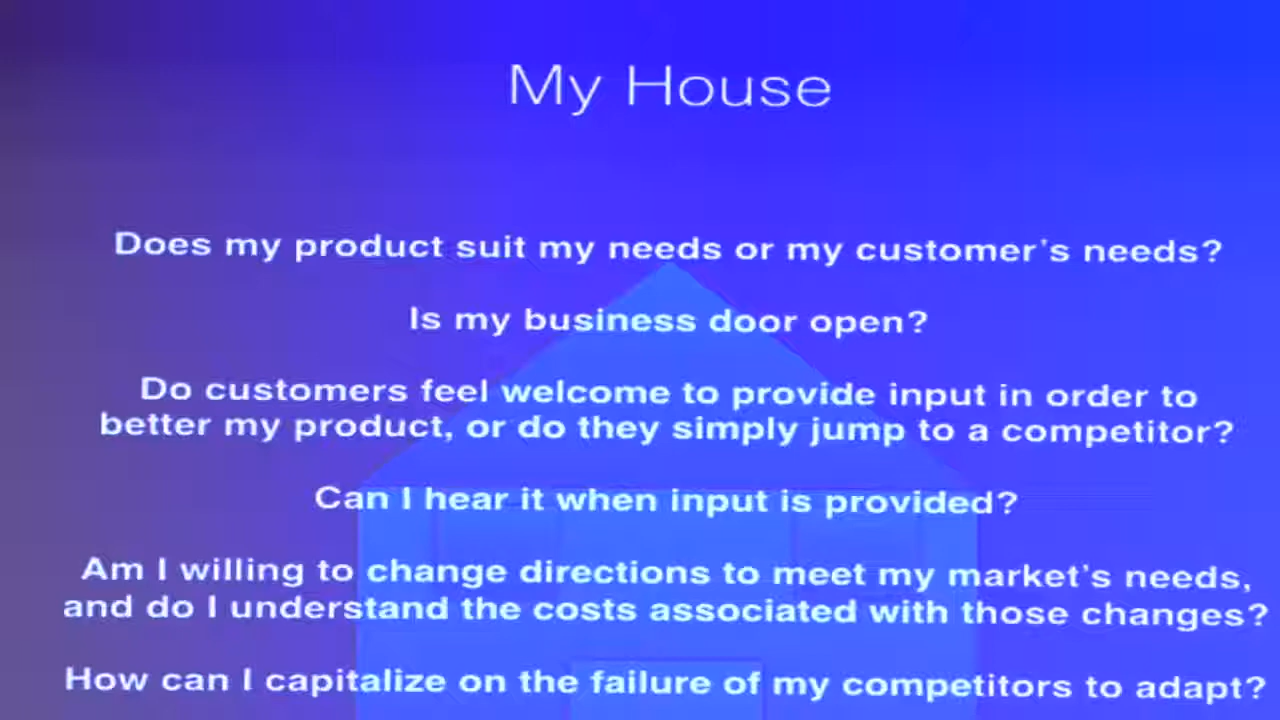 My House
Does my product suit my needs or my customer's needs?
Is my business door open?
Do customers feel welcome to provide input in order to
better my product, or do they simply jump to a competitor?
Can I hear it when input is provided?
Am I willing to change directions to meet my market's needs,
and do I understand the costs associated with those changes?
How can I capitalize on the failure of my competitors to adapt?